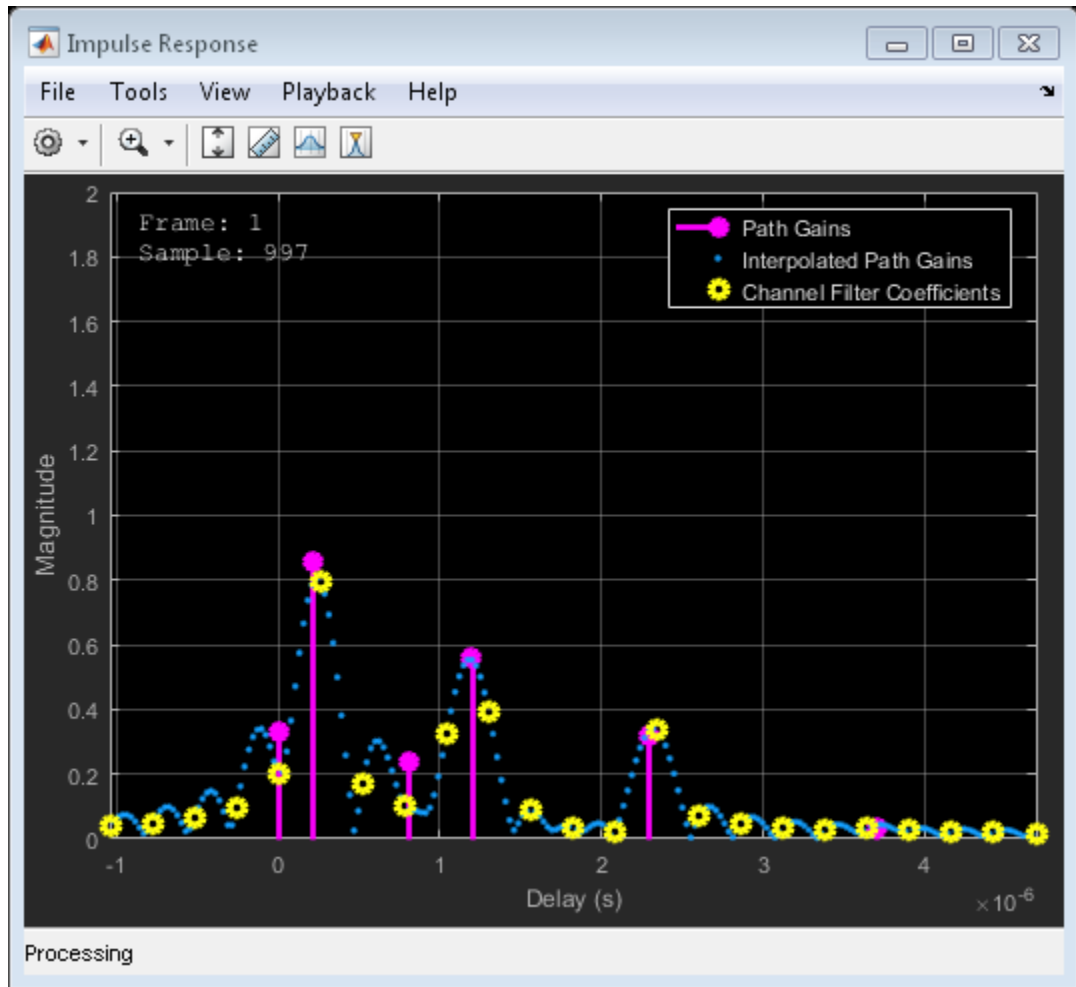 Impulse Response
File Tools View Playback Help
Frame: 1
Sample: 997
Path Gains
Interpolated Path Gains
Channel Filter Coefficients
2
1.8
1.6
1.4
1.2
1
0.8
0.6
0.4
0.2
0
Magnitude
-1 0 1 2 3 4
Delay (s)
×10-6
Processing